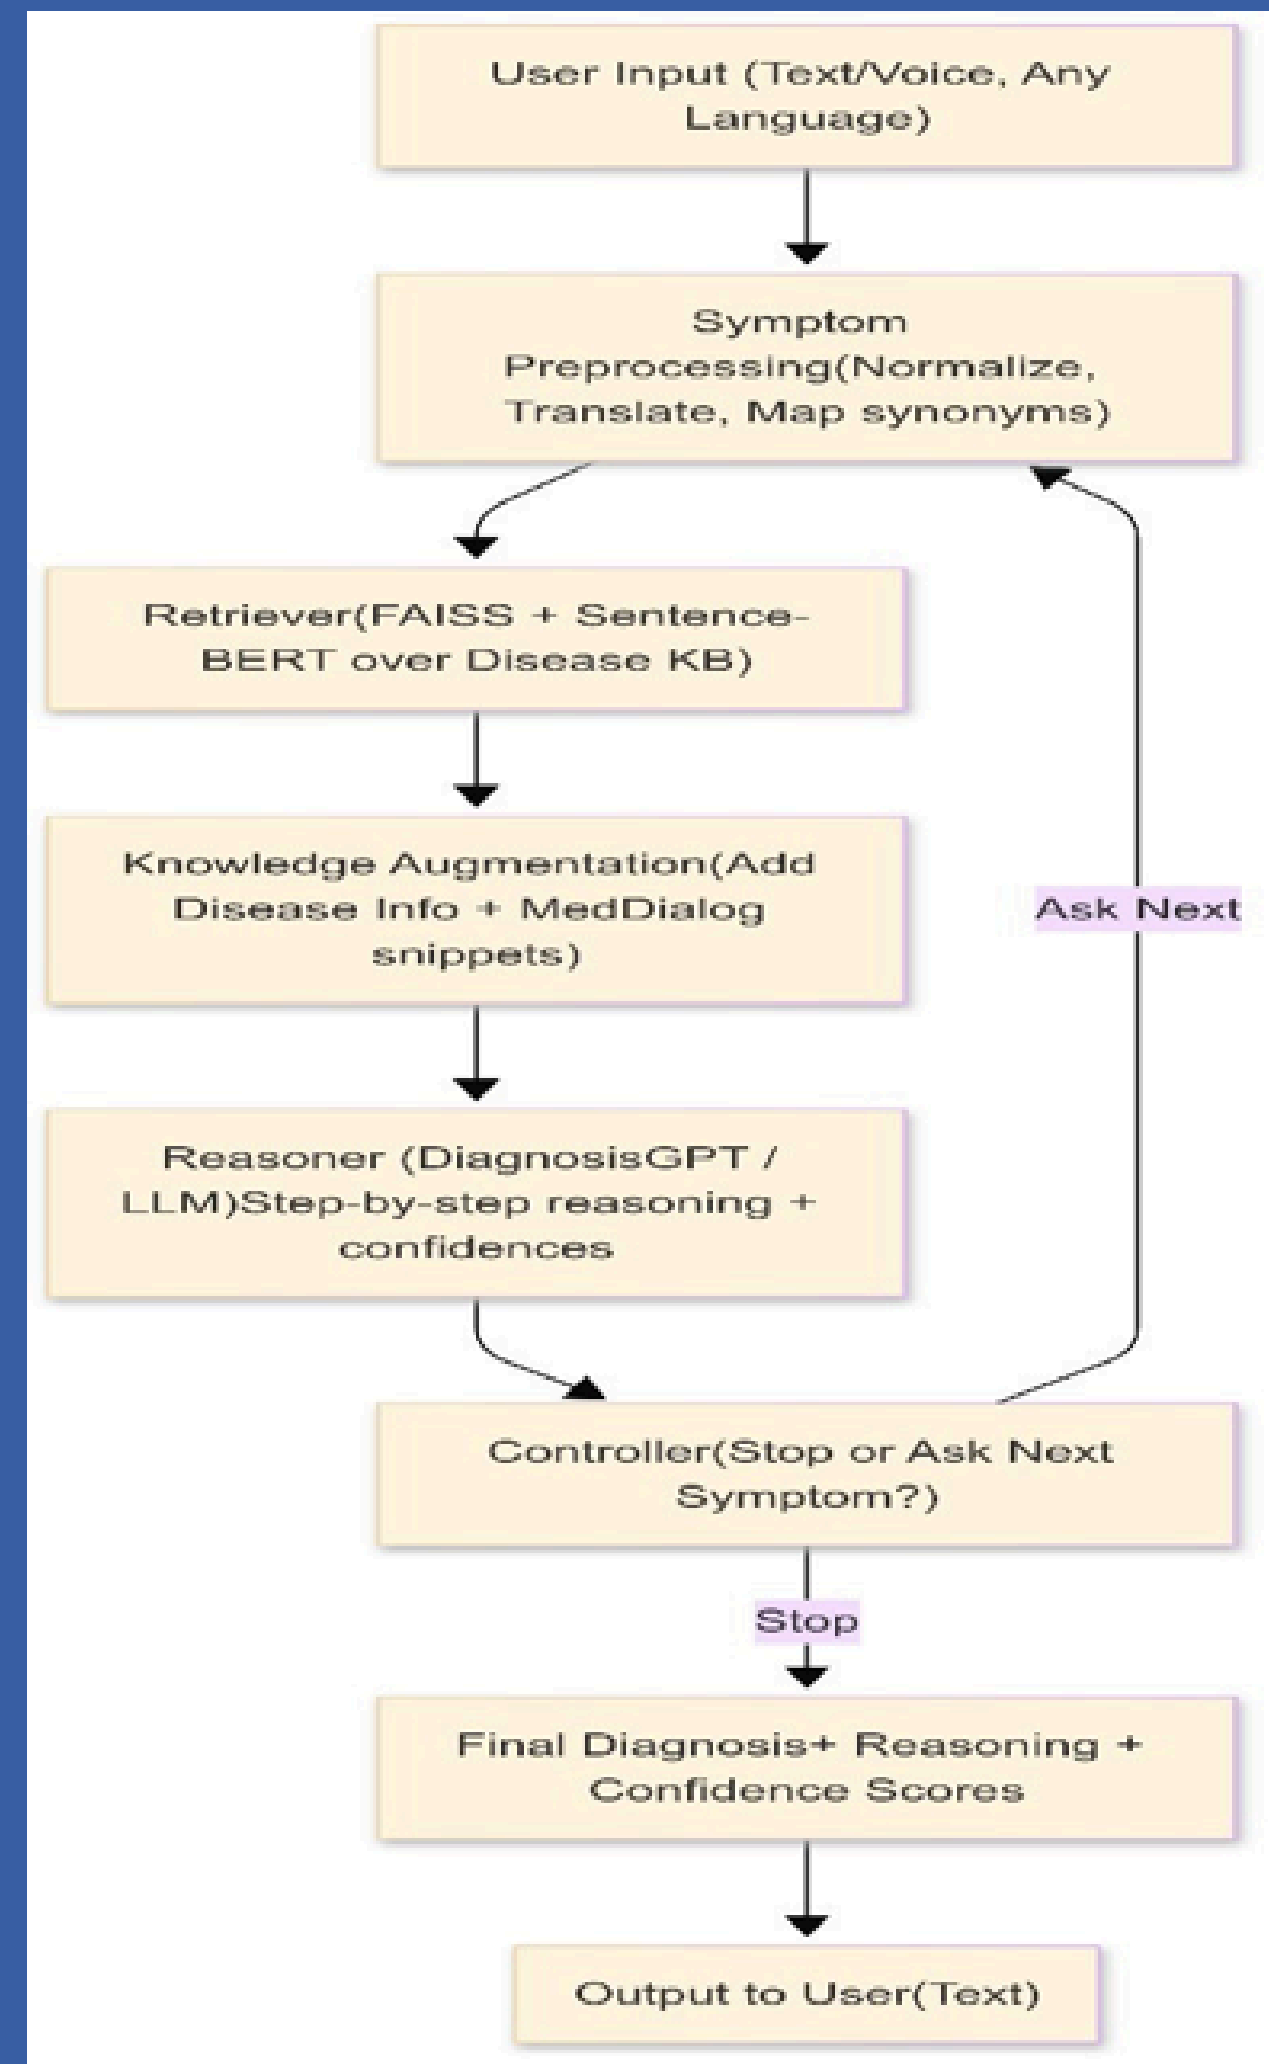 User Input (Text/Voice, Any
Language)
Symptom
Preprocessing(Normalize,
Translate, Map synonyms)
Retriever(FAISS + Sentence-
BERT over Disease KB)
Knowledge Augmentation(Add
Disease Info + MedDialog
snippets)
Ask Next
Reasoner (DiagnosisGPT /
LLM)Step-by-step reasoning +
confidences
Controller(Stop or Ask Next
Symptom?)
Stop
Final Diagnosis+ Reasoning +
Confidence Scores
Output to User(Text)